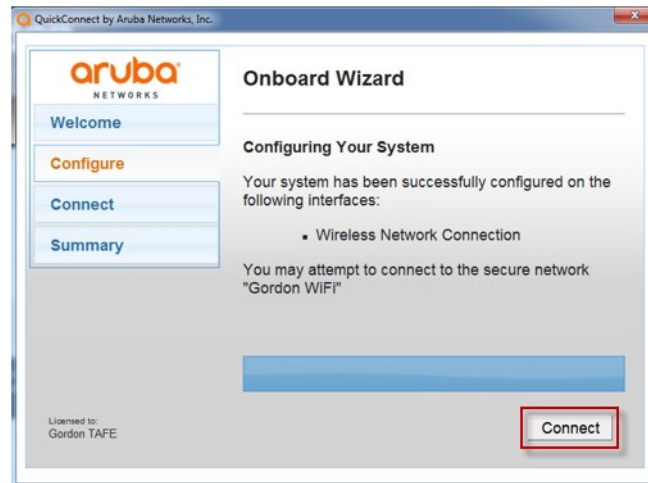 QuickConnect by Aruba Networks, Inc.
aruba
NETWORKS
Welcome
Configure
Connect
Summary
Onboard Wizard
Configuring Your System
Your system has been successfully configured on the
following interfaces:
Wireless Network Connection
You may attempt to connect to the secure network
"Gordon WiFi"
Licensed to:
Gordon TAFE
Connect